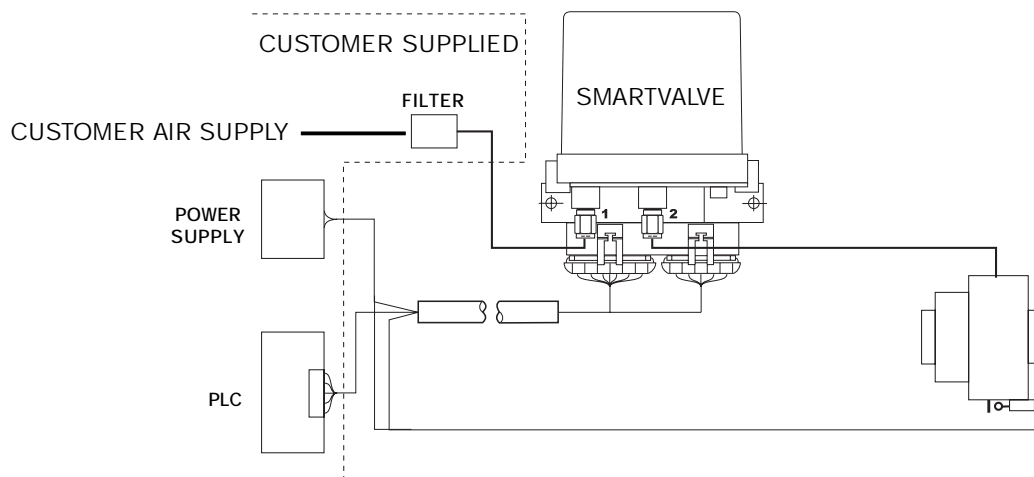 CUSTOMER SUPPLIED
SMARTVALVE
FILTER
CUSTOMER AIR SUPPLY
1
2
POWER
SUPPLY
PLC